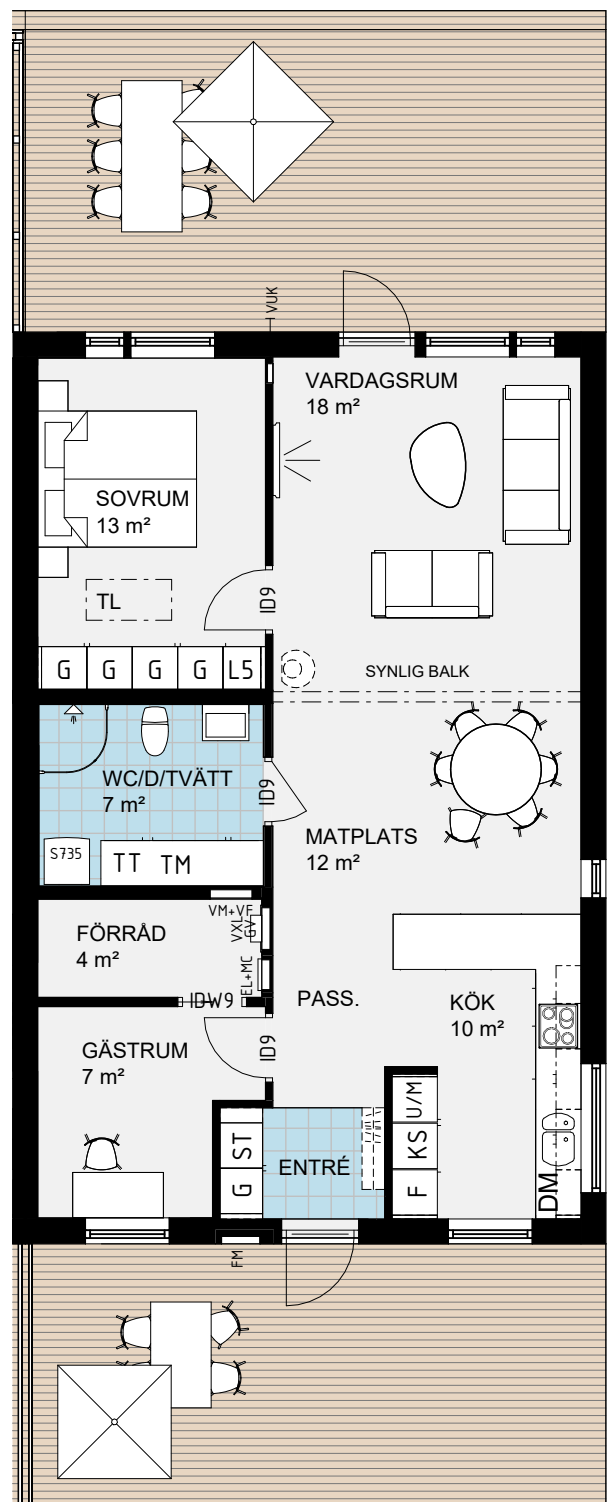 VUK
VARDAGSRUM
18 m²
SOVRUM
13 m²
TL
ID9
G G G G L5
SYNLIG BALK
WC/D/TVÄTT
7 m²
ID9
S735
TT TM
MATPLATS
12 m²
VM+VF
VXL
GV
FÖRRÅD
4 m²
EL+MC
IDW9
PASS.
KÖK
10 m²
GÄSTRUM
7 m²
ID9
U/M
KS
F
ST
G
ENTRÉ
DM
FM